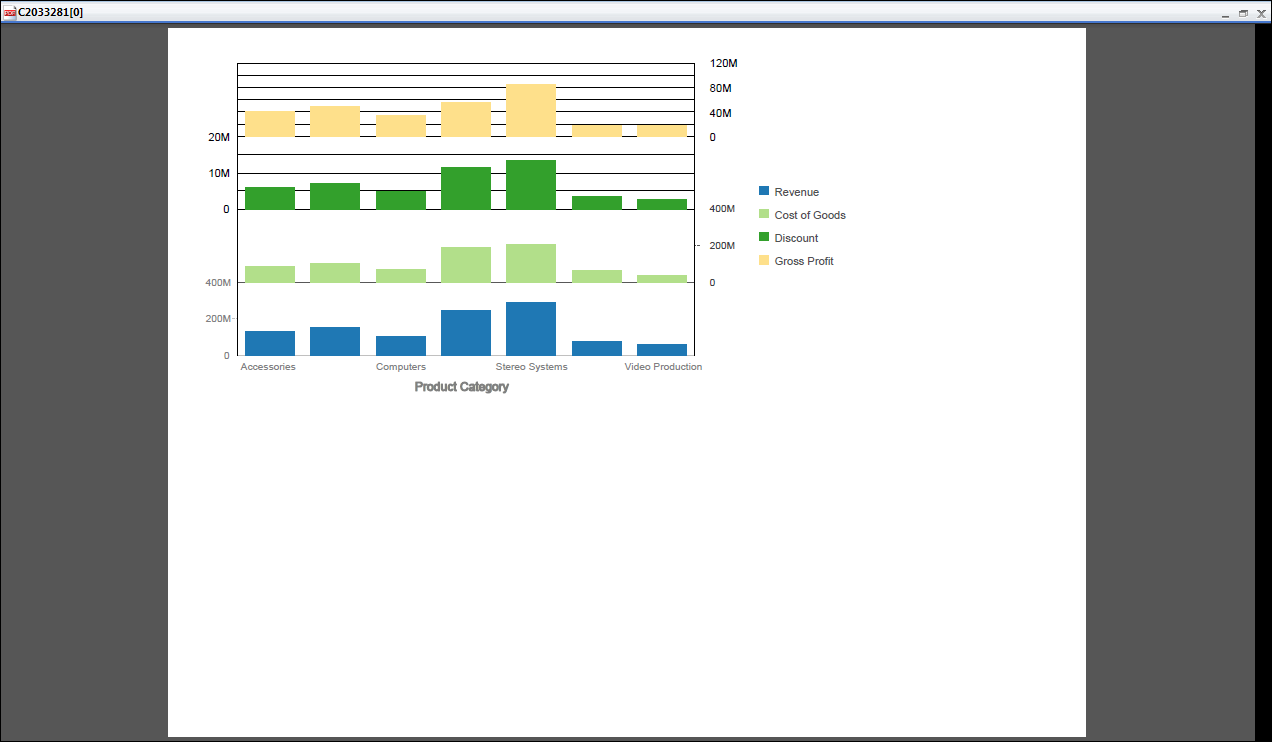 C2033281[0]
120M
80M
40M
20M 0
10M
0 400M
200M
400M 0
200M
0
Accessories Computers Stereo Systems Video Production
Product Category
Revenue
Cost of Goods
Discount
Gross Profit